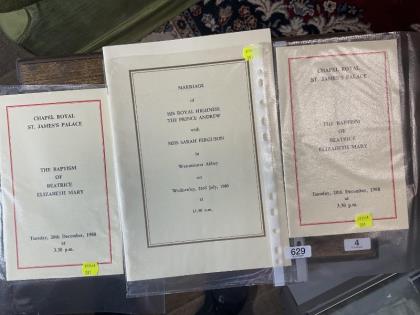 CHAPEL ROYAL
ST. JAMES'S PALACE
THE BAPTISM
OF
BEATRICE
ELIZABETH MARY
Tuesday, 20th December, 1988
at
3.30 p.m.
MARRIAGE
of
HIS ROYAL HIGHNESS
THE PRINCE ANDREW
with
MISS SARAH FERGUSON
in
Westminster Abbey
on
Wednesday, 23rd July, 1986
at
11.30 a.m.
CHAPEL ROYAL
ST. JAMES'S PALACE
THE BAPTISM
OF
BEATRICE
ELIZABETH MARY
Tuesday, 20th December, 1988
at
3.30 p.m.
629
4